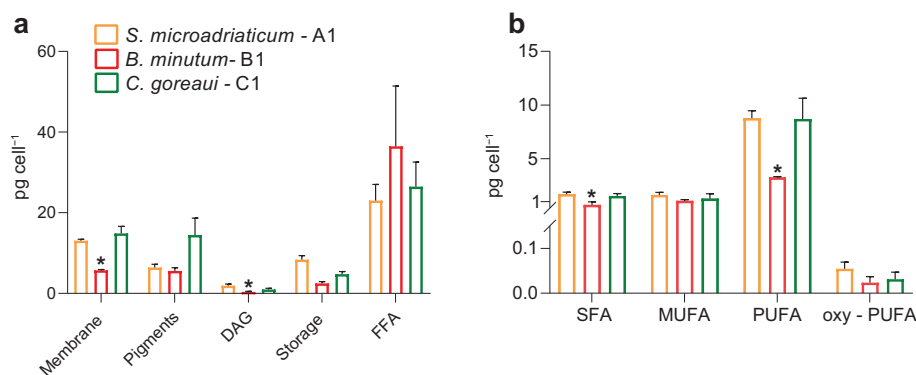 a
S. microadriaticum - A1
B. minutum- B1
C. goreaui - C1
pg cell⁻¹
60
40
20
0
*
*
Membrane
Pigments
DAG
Storage
FFA
b
pg cell⁻¹
15
10
5
1
0.1
0.0
*
*
SFA
MUFA
PUFA
oxy - PUFA